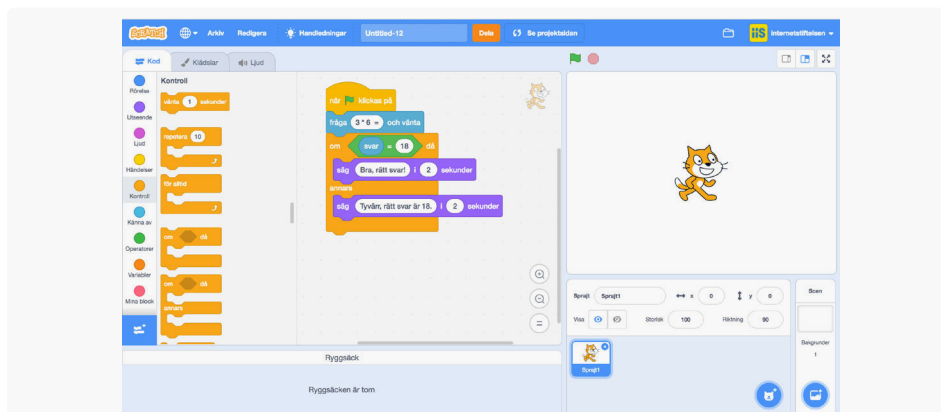 SCRATCH Arkiv Redigera Handledningar Untitled-12 Dela Se projektsidan iis internetstiftelsen
Kod Klädslar Ljud
Rörelse
Utseende
Ljud
Händelser
Kontroll
Känna av
Operatorer
Variabler
Mina block
Kontroll
vänta 1 sekunder
repetera 10
för alltid
om då
om då
annars
när klickas på
fråga 3 * 6 = och vänta
om svar = 18 då
säg Bra, rätt svar! i 2 sekunder
annars
säg Tyvärr, rätt svar är 18. i 2 sekunder
Ryggsäck
Ryggsäcken är tom
Sprajt Sprajt1 x 0 y 0
Visa Storlek 100 Riktning 90
Sprajt1
Scen
Bakgrunder
1